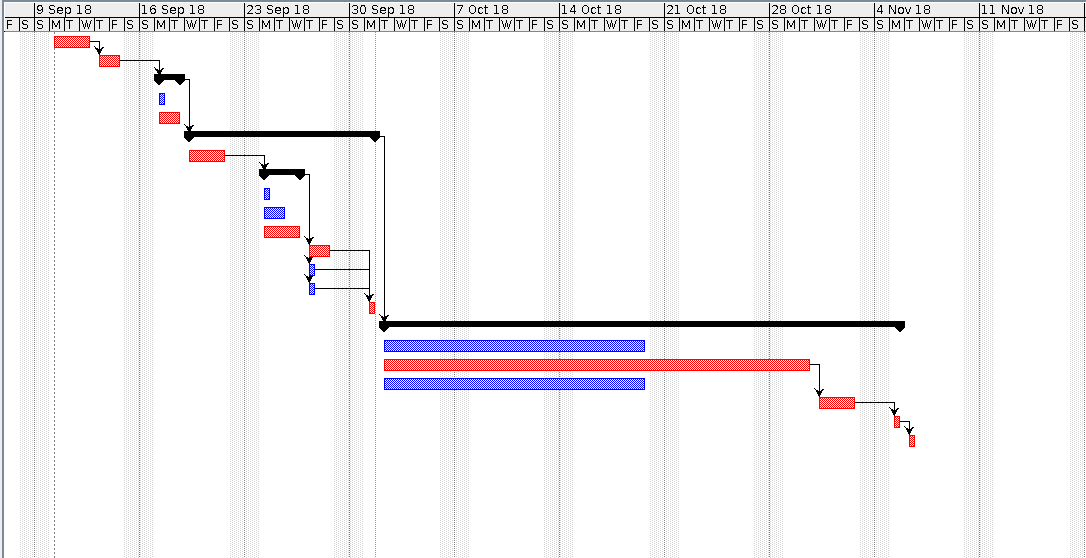 9 Sep 18 16 Sep 18 23 Sep 18 30 Sep 18 7 Oct 18 14 Oct 18 21 Oct 18 28 Oct 18 4 Nov 18 11 Nov 18
F S S M T W T F S S M T W T F S S M T W T F S S M T W T F S S M T W T F S S M T W T F S S M T W T F S S M T W T F S S M T W T F S S M T W T F S